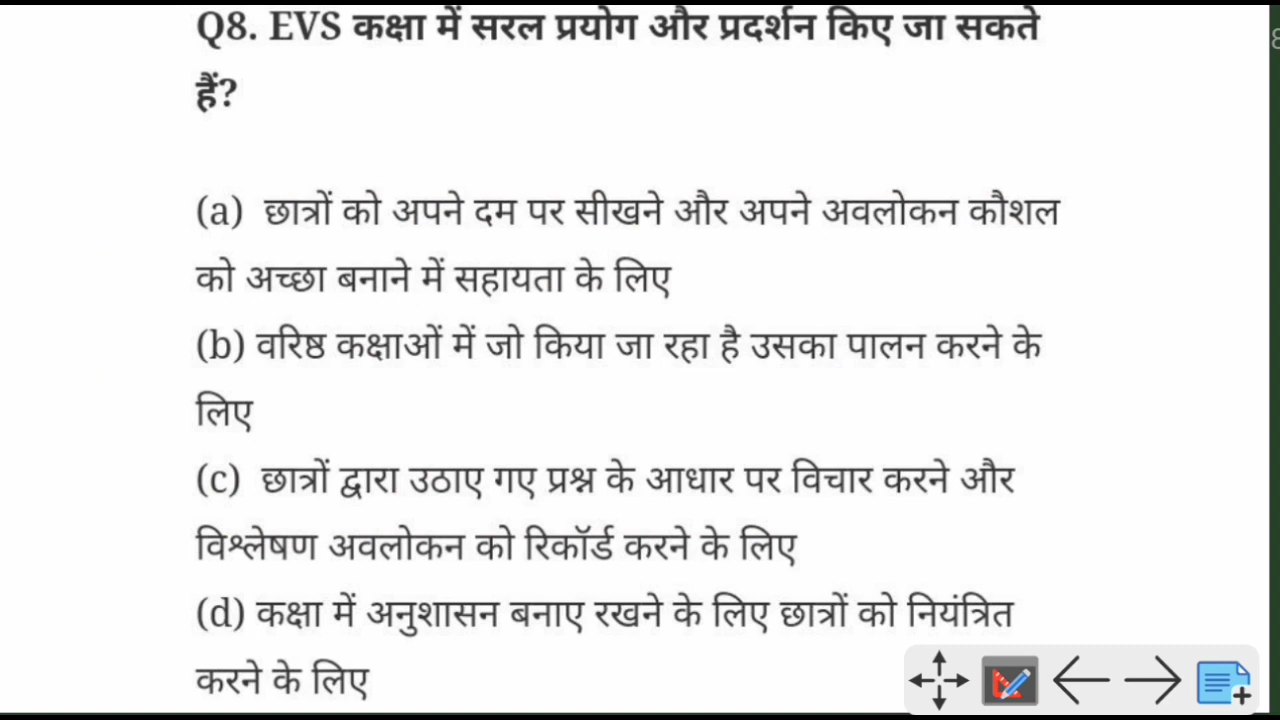 Q8. EVS कक्षा में सरल प्रयोग और प्रदर्शन किए जा सकते
हैं?
(a) छात्रों को अपने दम पर सीखने और अपने अवलोकन कौशल
को अच्छा बनाने में सहायता के लिए
(b) वरिष्ठ कक्षाओं में जो किया जा रहा है उसका पालन करने के
लिए
(c) छात्रों द्वारा उठाए गए प्रश्न के आधार पर विचार करने और
विश्लेषण अवलोकन को रिकॉर्ड करने के लिए
(d) कक्षा में अनुशासन बनाए रखने के लिए छात्रों को नियंत्रित
करने के लिए